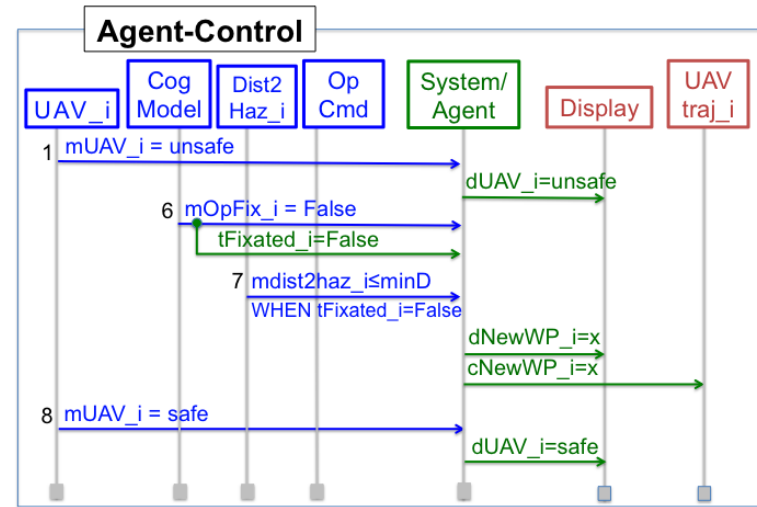 Agent-Control
UAV_i
Cog
Model
Dist2
Haz_i
Op
Cmd
System/
Agent
Display
UAV
traj_i
1 mUAV_i = unsafe
dUAV_i=unsafe
6 mOpFix_i = False
tFixated_i=False
7 mdist2haz_i≤minD
WHEN tFixated_i=False
dNewWP_i=x
cNewWP_i=x
8 mUAV_i = safe
dUAV_i=safe